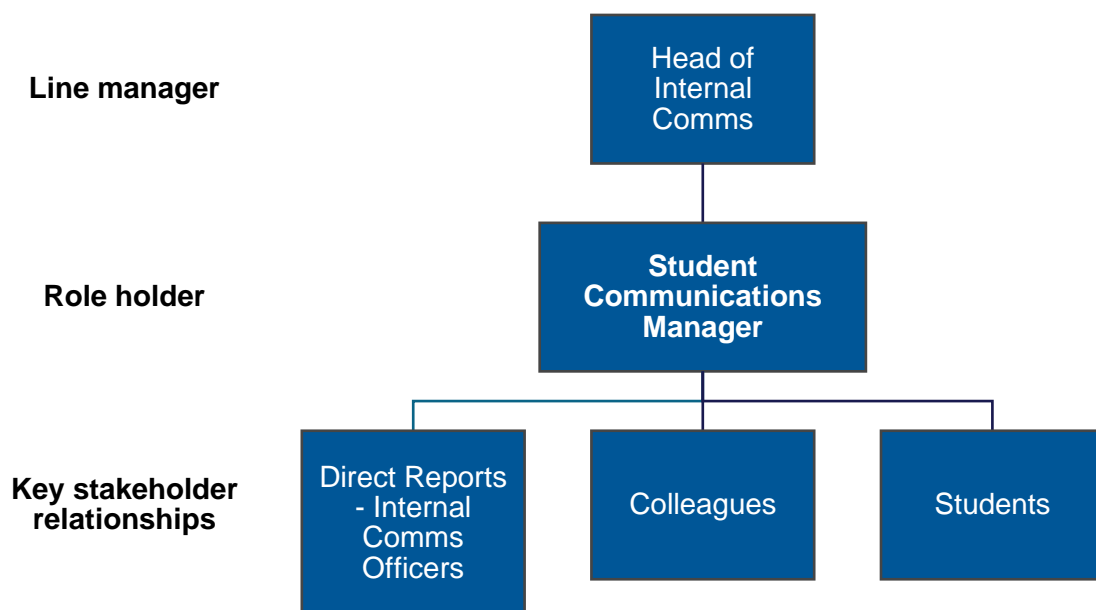 Line manager
Head of
Internal
Comms
Role holder
Student
Communications
Manager
Key stakeholder
relationships
Direct Reports
- Internal
Comms
Officers
Colleagues
Students